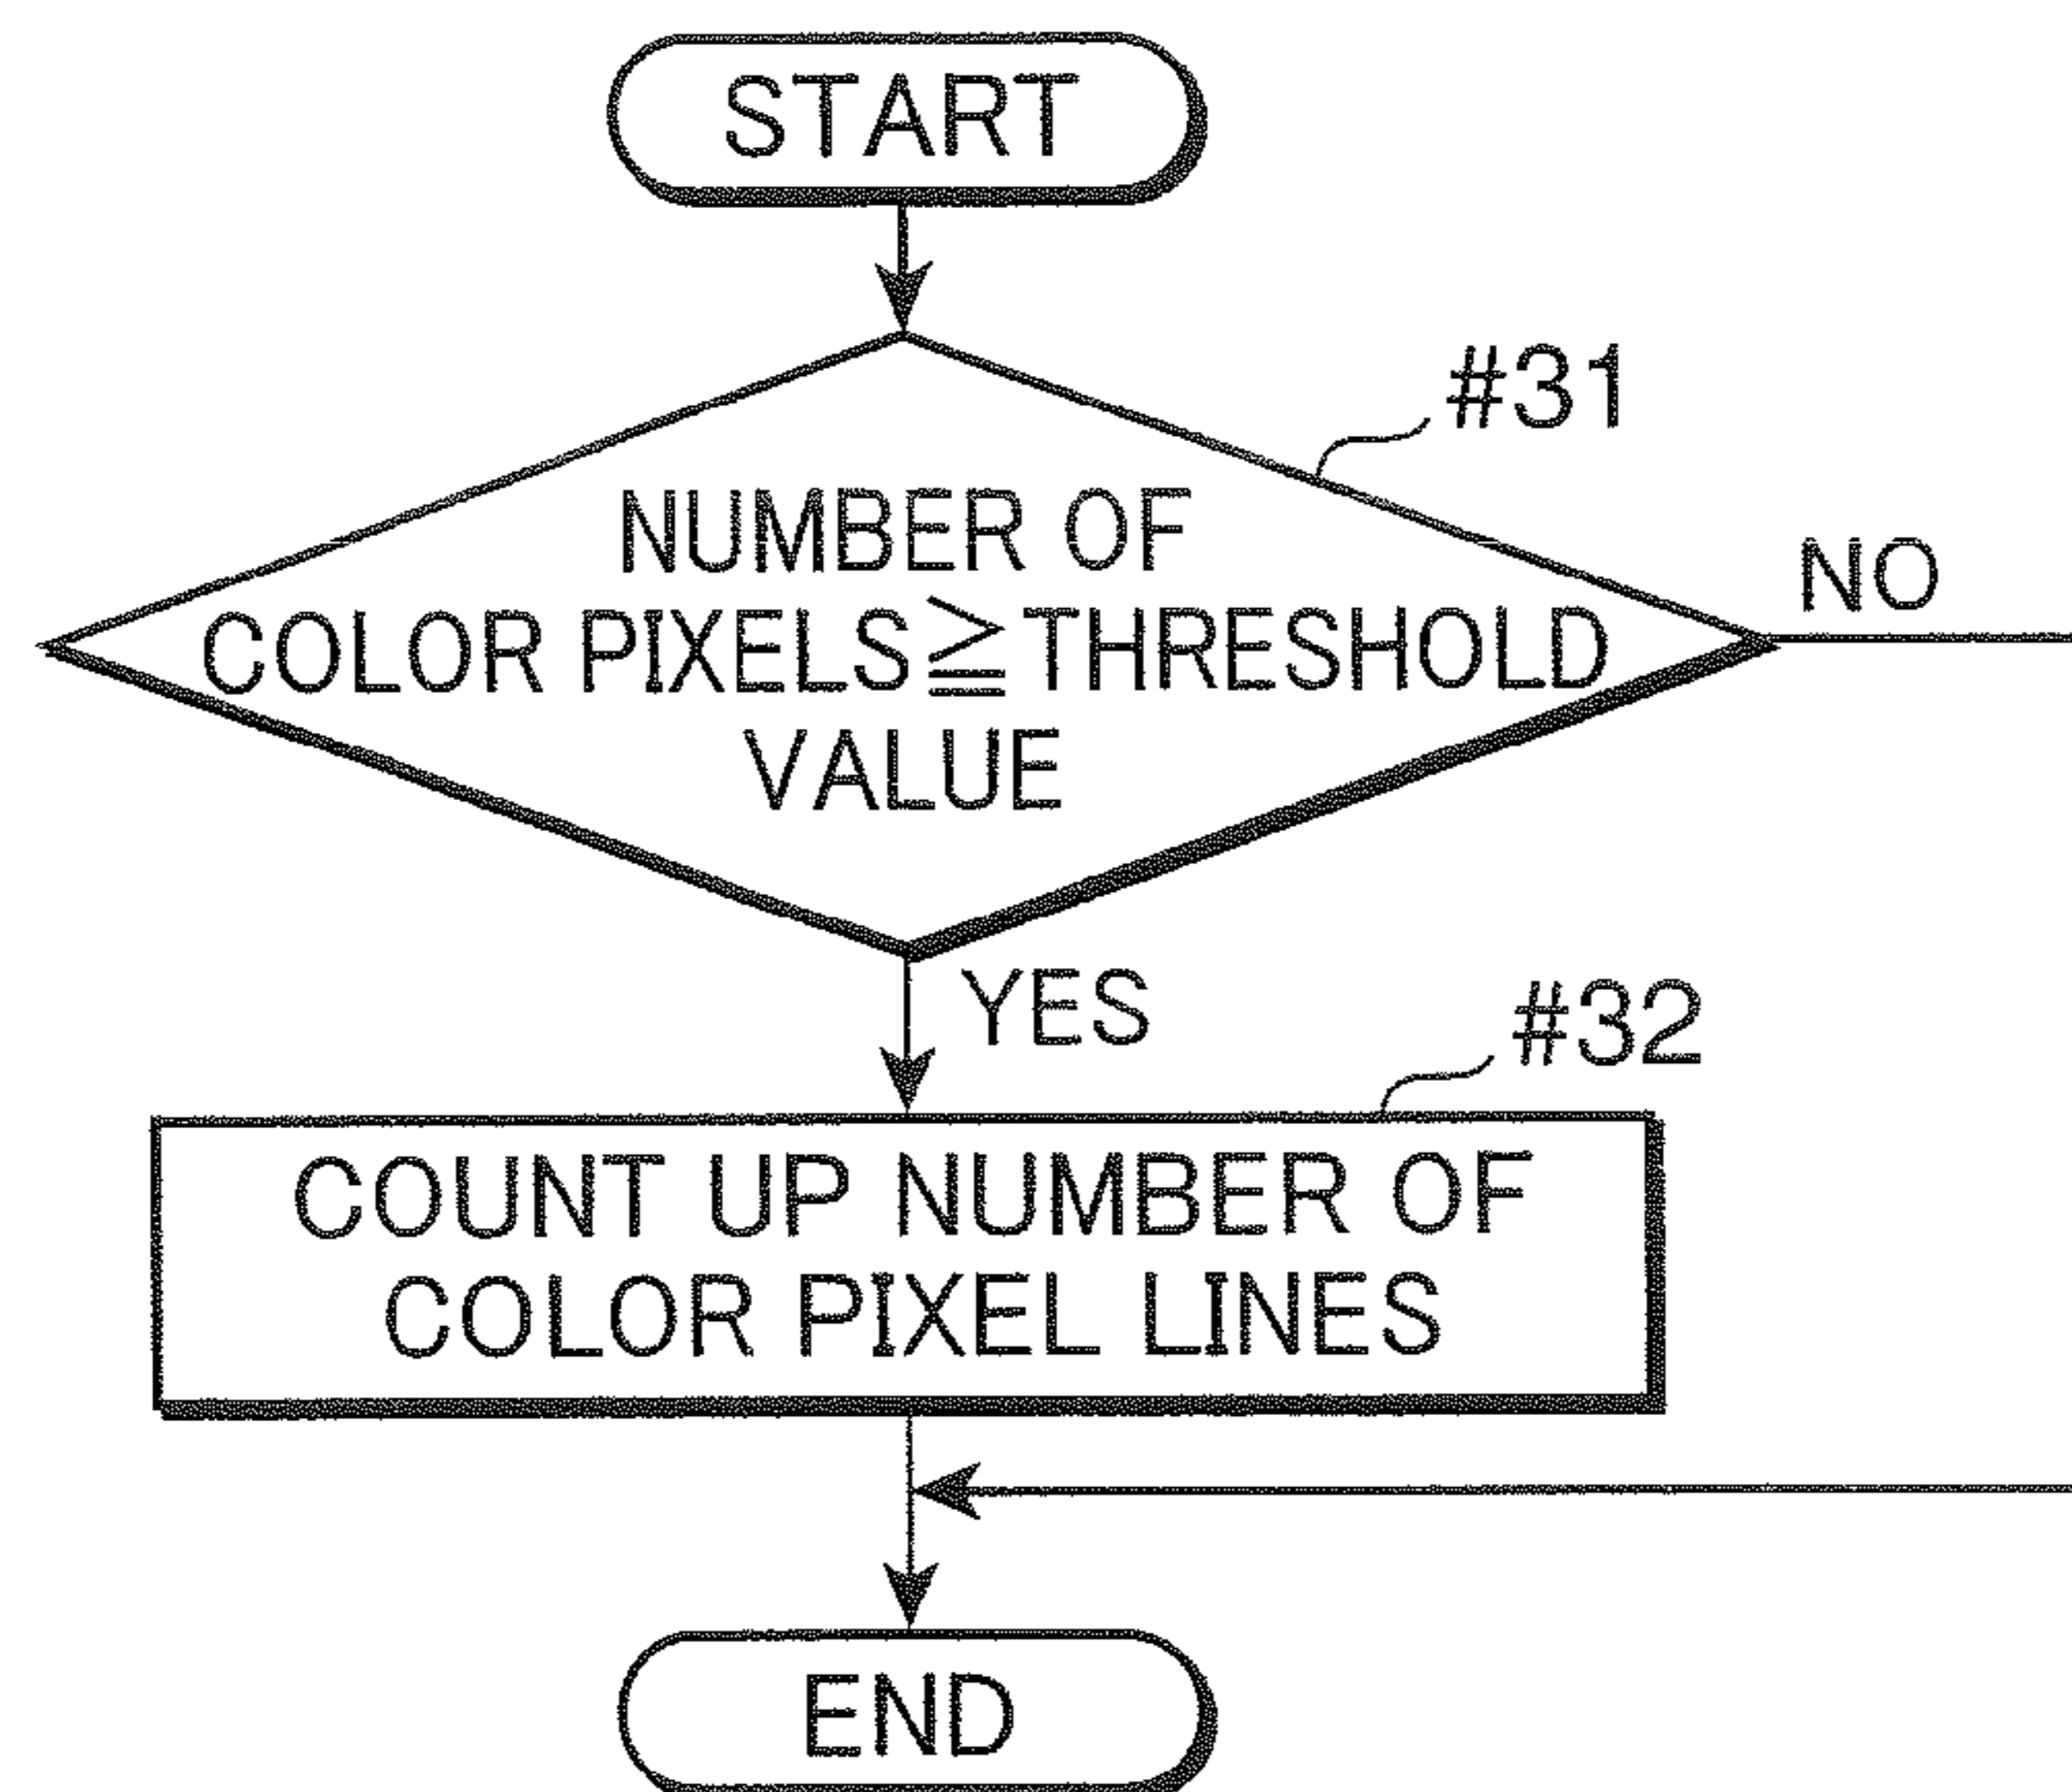 START
#31
NUMBER OF
COLOR PIXELS≧THRESHOLD
VALUE
NO
YES
#32
COUNT UP NUMBER OF
COLOR PIXEL LINES
END